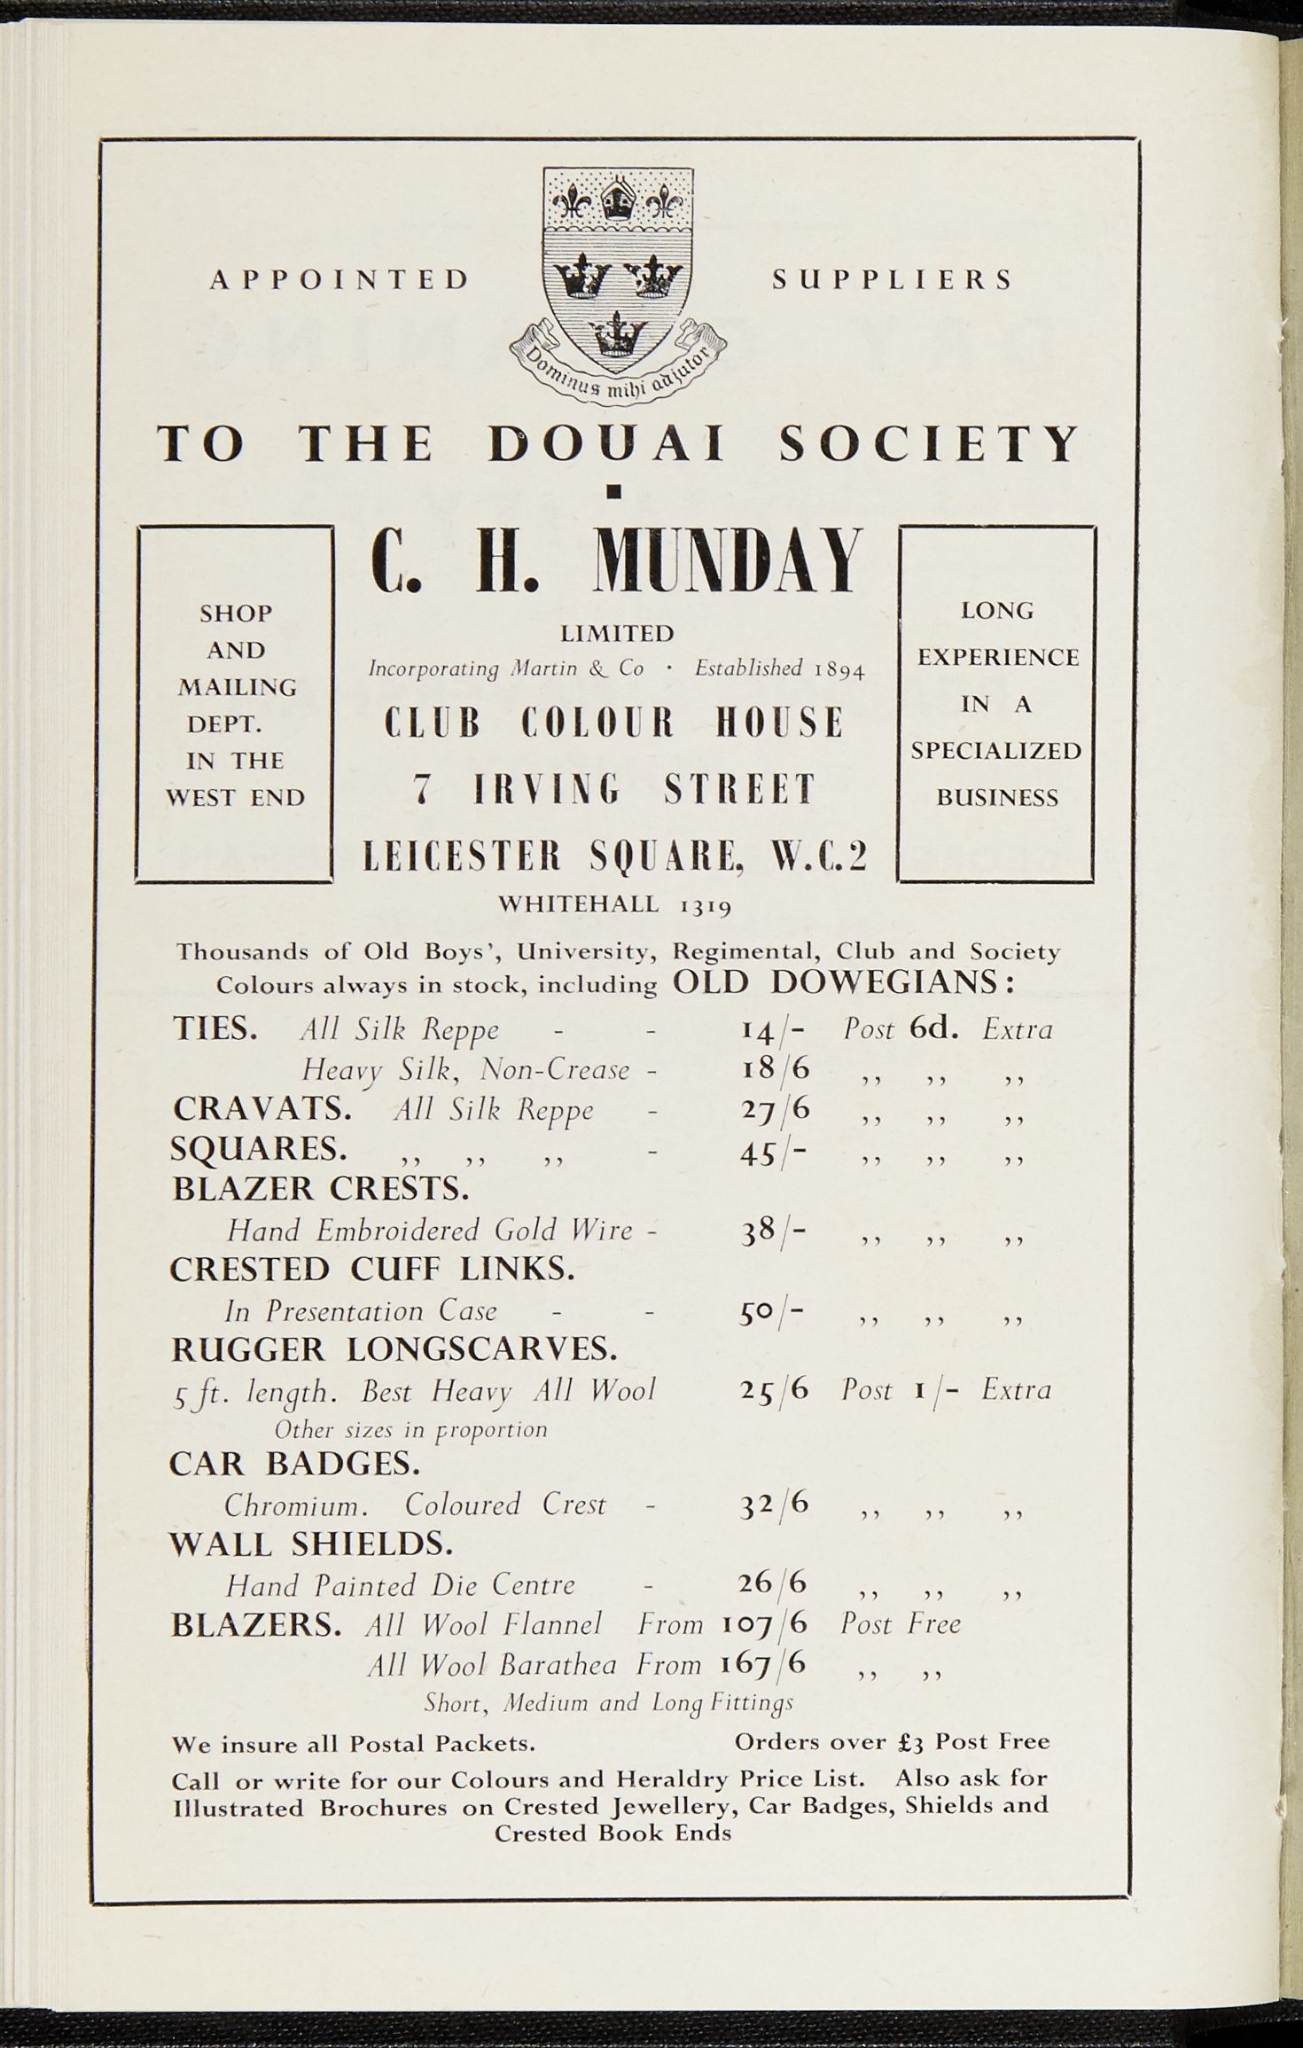 APPOINTED SUPPLIERS
Dominus mihi adjutor
TO THE DOUAI SOCIETY
C. H. MUNDAY
LIMITED
Incorporating Martin & Co · Established 1894
CLUB COLOUR HOUSE
7 IRVING STREET
LEICESTER SQUARE, W.C.2
WHITEHALL 1319
SHOP
AND
MAILING
DEPT.
IN THE
WEST END
LONG
EXPERIENCE
IN A
SPECIALIZED
BUSINESS
Thousands of Old Boys', University, Regimental, Club and Society
Colours always in stock, including OLD DOWEGIANS:
TIES. All Silk Reppe - - 14/- Post 6d. Extra
Heavy Silk, Non-Crease - 18/6 ,, ,, ,,
CRAVATS. All Silk Reppe - 27/6 ,, ,, ,,
SQUARES. ,, ,, ,, - 45/- ,, ,, ,,
BLAZER CRESTS.
Hand Embroidered Gold Wire - 38/- ,, ,, ,,
CRESTED CUFF LINKS.
In Presentation Case - - 50/- ,, ,, ,,
RUGGER LONGSCARVES.
5 ft. length. Best Heavy All Wool 25/6 Post 1/- Extra
Other sizes in proportion
CAR BADGES.
Chromium. Coloured Crest - 32/6 ,, ,, ,,
WALL SHIELDS.
Hand Painted Die Centre - 26/6 ,, ,, ,,
BLAZERS. All Wool Flannel From 107/6 Post Free
All Wool Barathea From 167/6 ,, ,,
Short, Medium and Long Fittings
We insure all Postal Packets. Orders over £3 Post Free
Call or write for our Colours and Heraldry Price List. Also ask for
Illustrated Brochures on Crested Jewellery, Car Badges, Shields and
Crested Book Ends